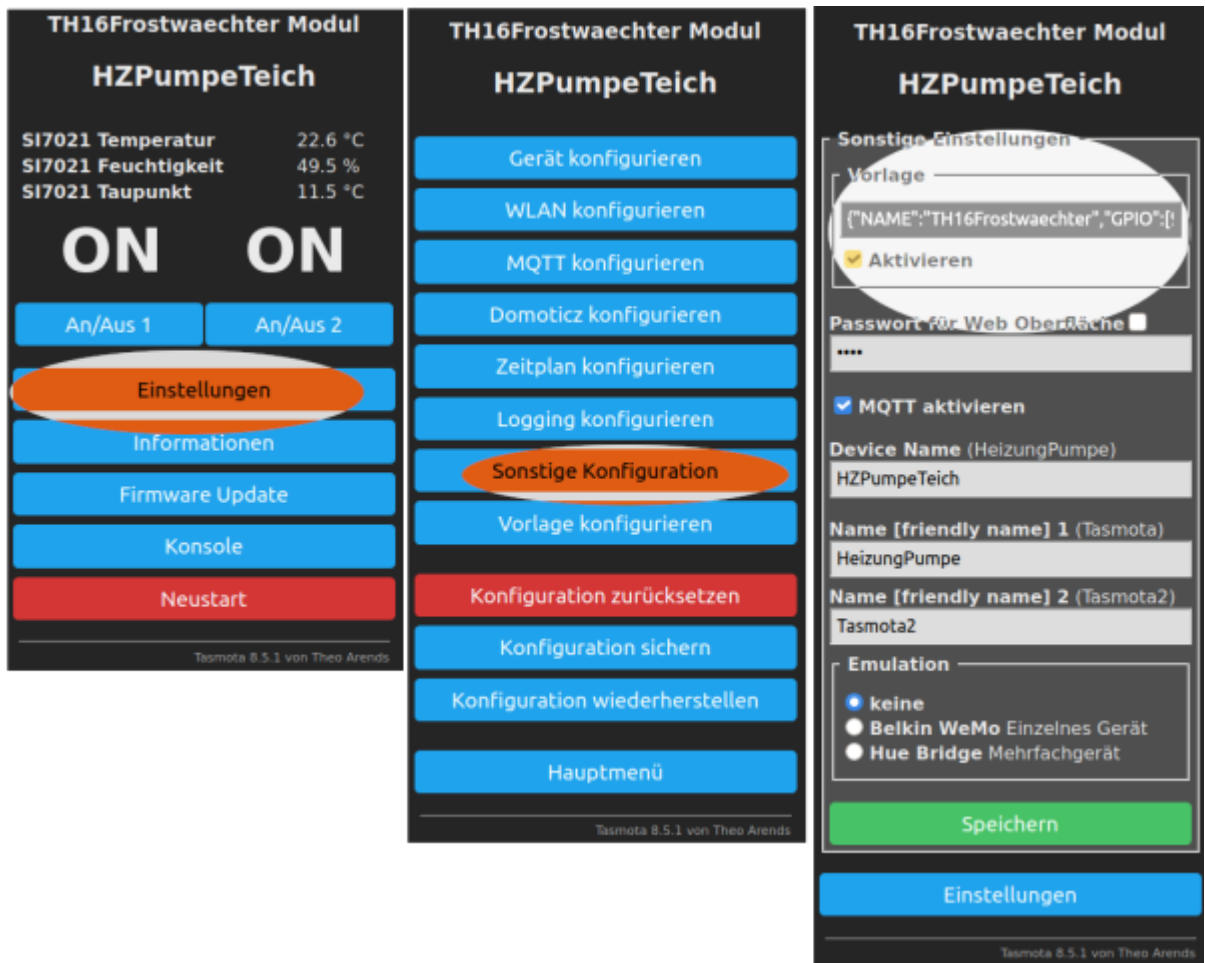 TH16Frostwaechter Modul
HZPumpeTeich
SI7021 Temperatur 22.6 °C
SI7021 Feuchtigkeit 49.5 %
SI7021 Taupunkt 11.5 °C
ON ON
An/Aus 1 An/Aus 2
Einstellungen
Informationen
Firmware Update
Konsole
Neustart
Tasmota 8.5.1 von Theo Arends
TH16Frostwaechter Modul
HZPumpeTeich
Gerät konfigurieren
WLAN konfigurieren
MQTT konfigurieren
Domoticz konfigurieren
Zeitplan konfigurieren
Logging konfigurieren
Sonstige Konfiguration
Vorlage konfigurieren
Konfiguration zurücksetzen
Konfiguration sichern
Konfiguration wiederherstellen
Hauptmenü
Tasmota 8.5.1 von Theo Arends
TH16Frostwaechter Modul
HZPumpeTeich
Sonstige Einstellungen
Vorlage
{"NAME":"TH16Frostwaechter","GPIO":[
Aktivieren
Passwort für Web Oberfläche
••••
MQTT aktivieren
Device Name (HeizungPumpe)
HZPumpeTeich
Name [friendly name] 1 (Tasmota)
HeizungPumpe
Name [friendly name] 2 (Tasmota2)
Tasmota2
Emulation
keine
Belkin WeMo Einzelnes Gerät
Hue Bridge Mehrfachgerät
Speichern
Einstellungen
Tasmota 8.5.1 von Theo Arends